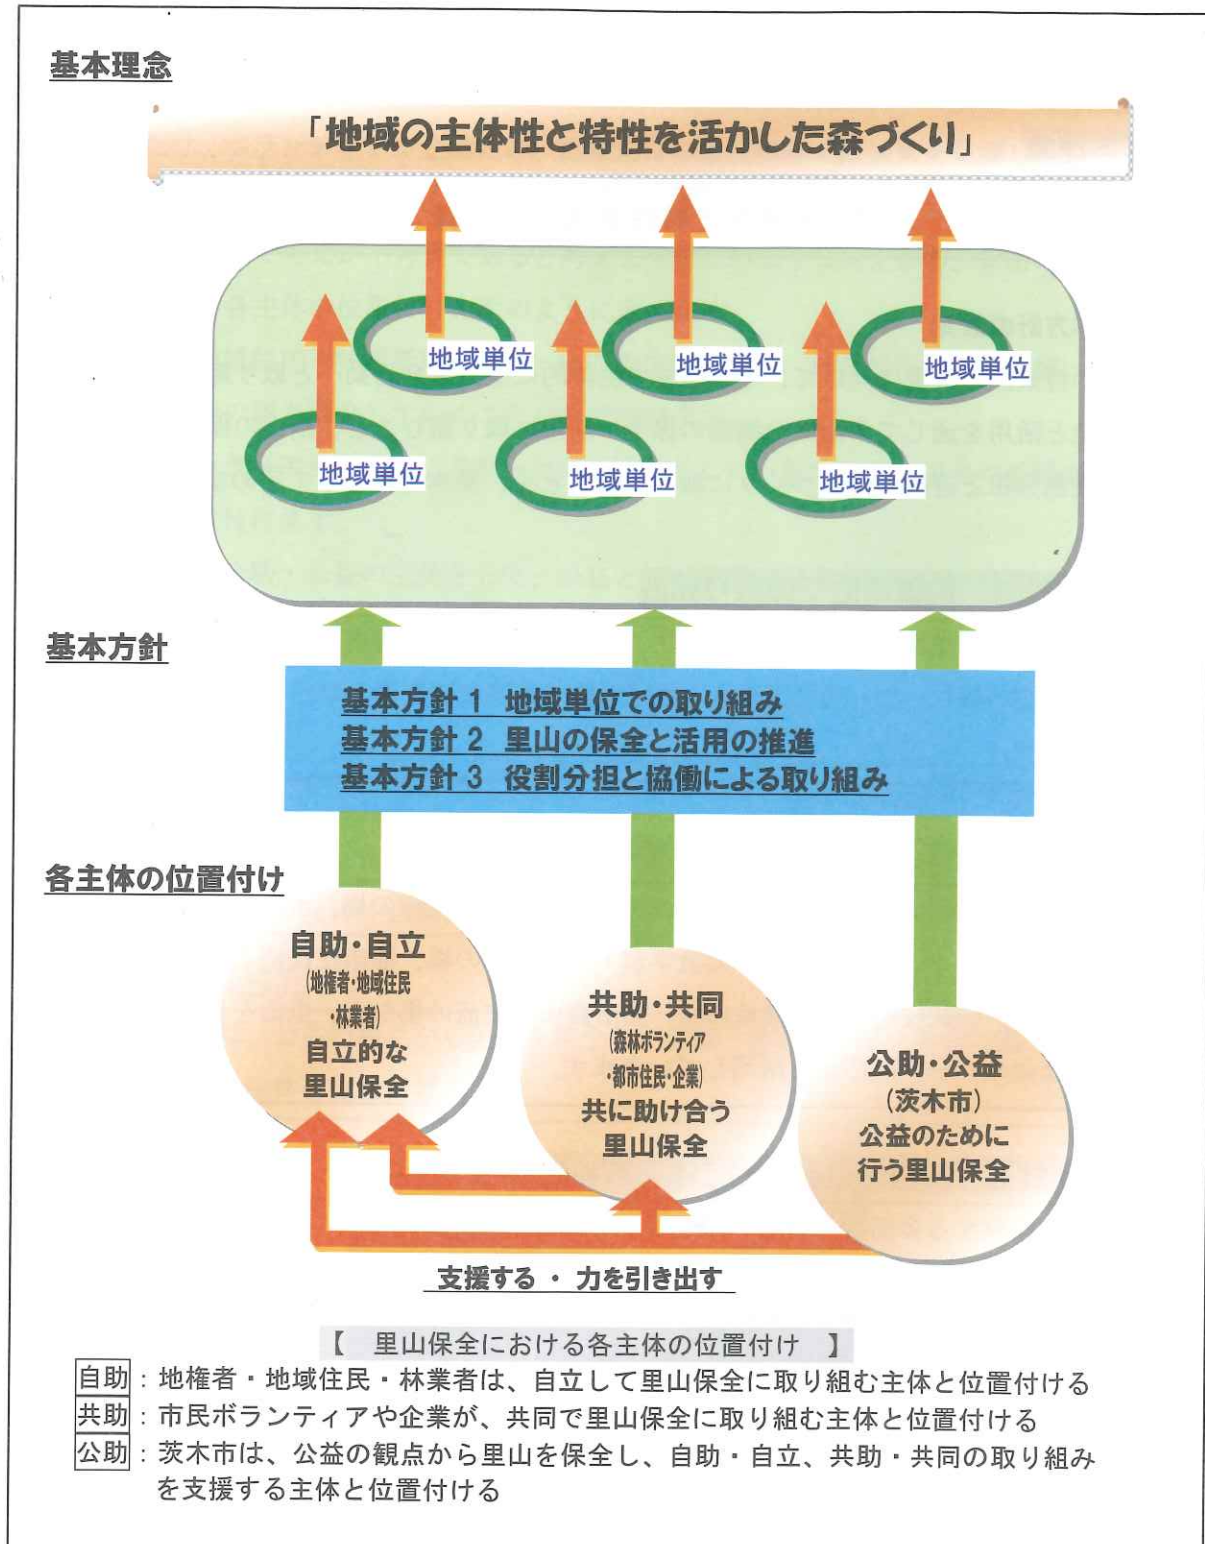 基本理念
「地域の主体性と特性を活かした森づくり」
地域単位
地域単位
地域単位
地域単位
地域単位
地域単位
基本方針
基本方針 1 地域単位での取り組み
基本方針 2 里山の保全と活用の推進
基本方針 3 役割分担と協働による取り組み
各主体の位置付け
自助・自立
(地権者・地域住民
・林業者)
自立的な
里山保全
共助・共同
(森林ボランティア
・都市住民・企業)
共に助け合う
里山保全
公助・公益
(茨木市)
公益のために
行う里山保全
支援する ・ 力を引き出す
【 里山保全における各主体の位置付け 】
自助：地権者・地域住民・林業者は、自立して里山保全に取り組む主体と位置付ける
共助：市民ボランティアや企業が、共同で里山保全に取り組む主体と位置付ける
公助：茨木市は、公益の観点から里山を保全し、自助・自立、共助・共同の取り組み
を支援する主体と位置付ける